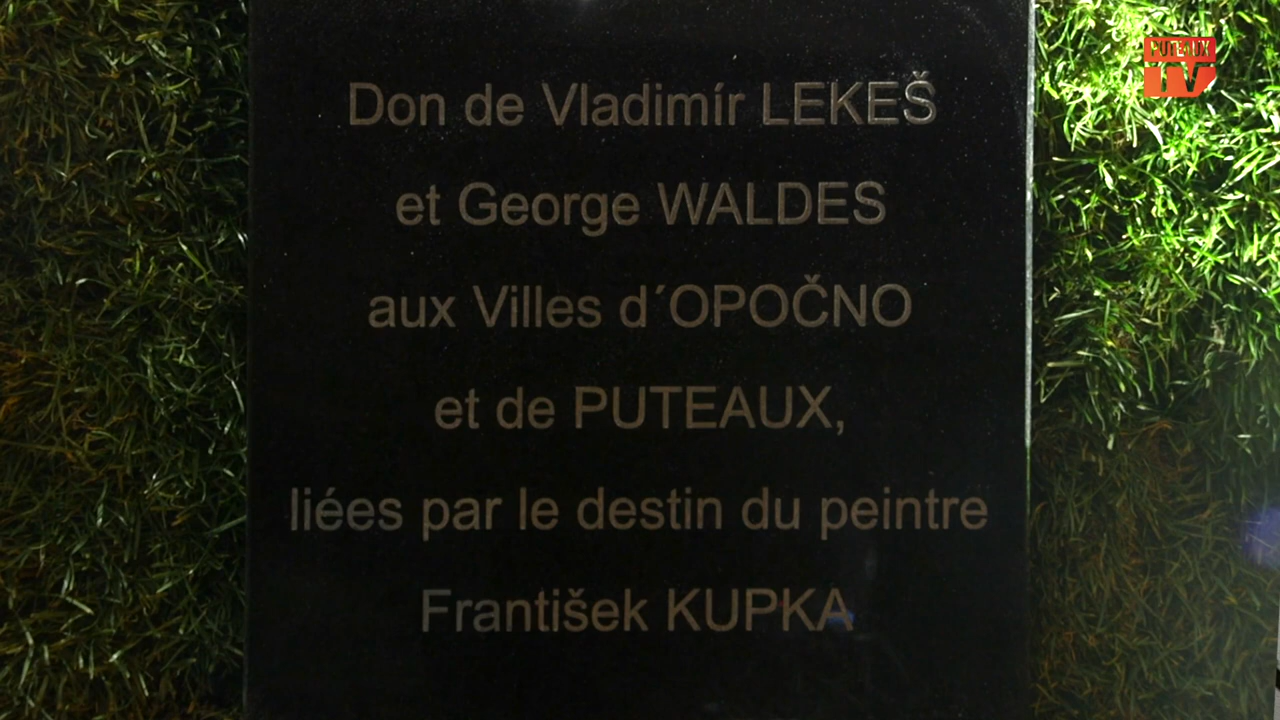 PUTEAUX
TV
Don de Vladimír LEKEŠ
et George WALDES
aux Villes d´OPOČNO
et de PUTEAUX,
liées par le destin du peintre
František KUPKA